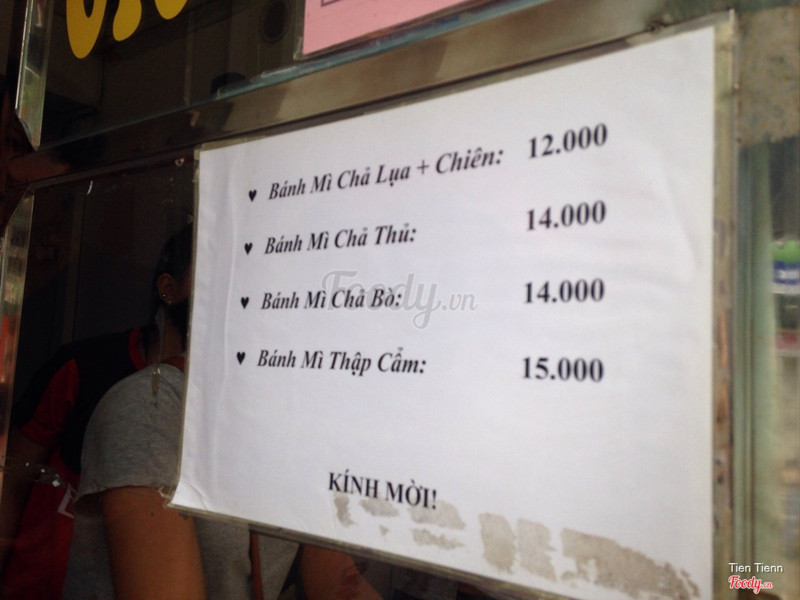 ♥ Bánh Mì Chả Lụa + Chiên: 12.000
♥ Bánh Mì Chả Thủ: 14.000
♥ Bánh Mì Chả Bò: 14.000
♥ Bánh Mì Thập Cẩm: 15.000
KÍNH MỜI!
Foody.vn
Tien Tienn
Foody.vn